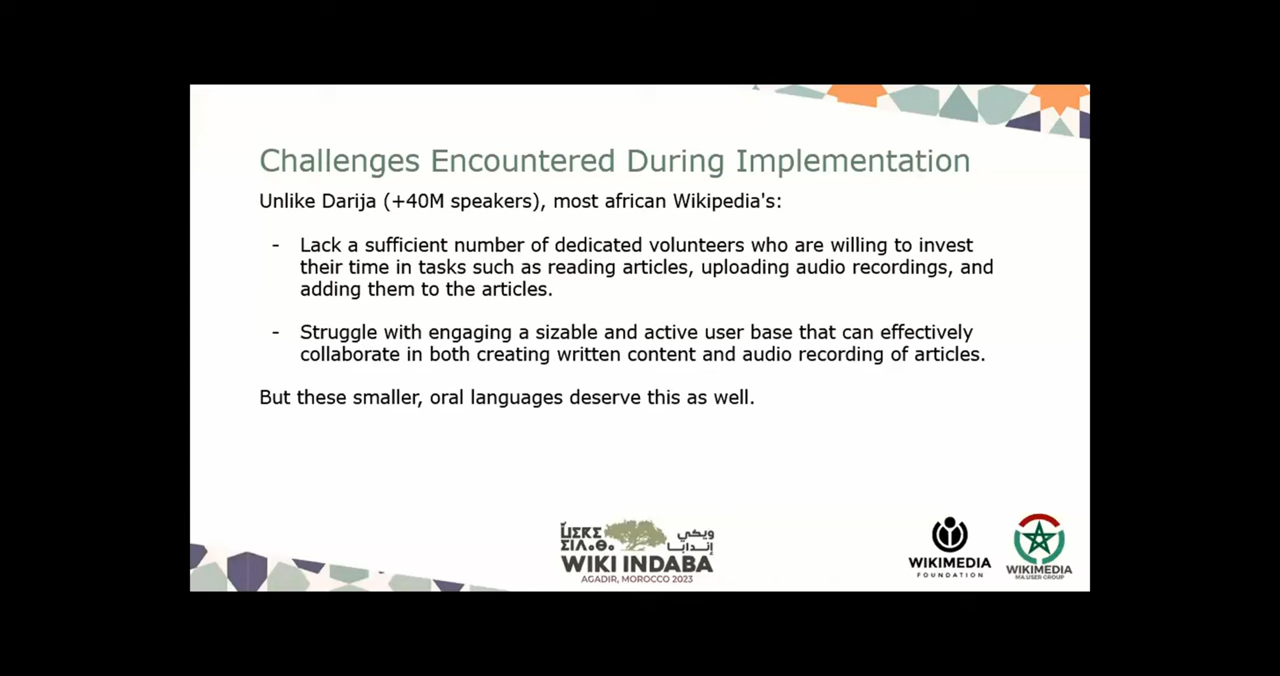 Challenges Encountered During Implementation
Unlike Darija (+40M speakers), most african Wikipedia's:
- Lack a sufficient number of dedicated volunteers who are willing to invest
their time in tasks such as reading articles, uploading audio recordings, and
adding them to the articles.
- Struggle with engaging a sizable and active user base that can effectively
collaborate in both creating written content and audio recording of articles.
But these smaller, oral languages deserve this as well.
ويكي
إندابا
WIKI INDABA
AGADIR, MOROCCO 2023
WIKIMEDIA
FOUNDATION
WIKIMEDIA
MA USER GROUP